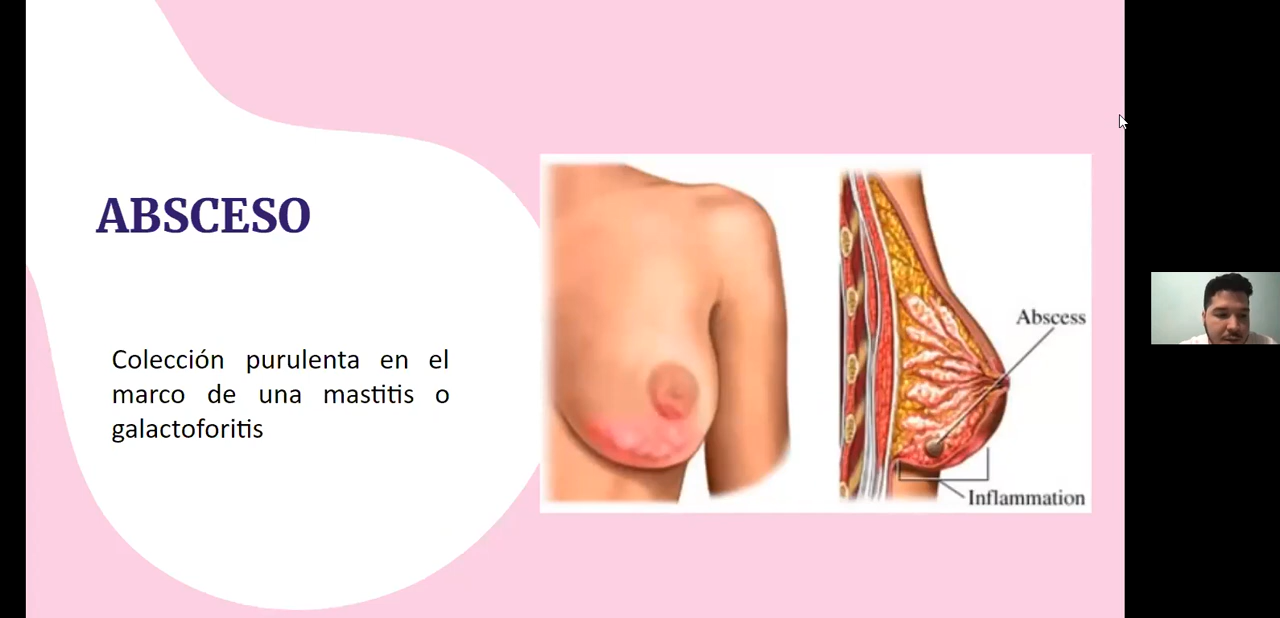 ABSCESO
Colección purulenta en el
marco de una mastitis o
galactoforitis
Abscess
Inflammation